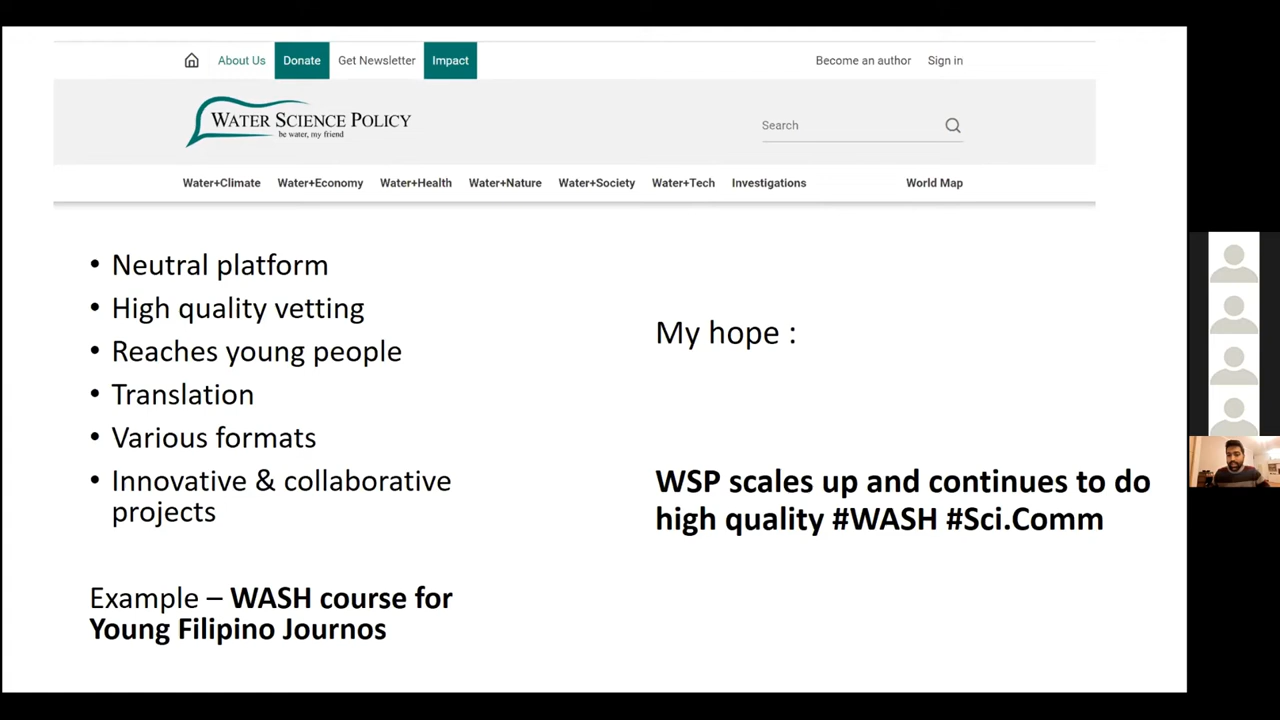 About Us Donate Get Newsletter Impact Become an author Sign in
WATER SCIENCE POLICY
be water, my friend
Search
Water+Climate Water+Economy Water+Health Water+Nature Water+Society Water+Tech Investigations World Map
• Neutral platform
• High quality vetting
• Reaches young people
• Translation
• Various formats
• Innovative & collaborative
projects
Example – WASH course for
Young Filipino Journos
My hope :
WSP scales up and continues to do
high quality #WASH #Sci.Comm